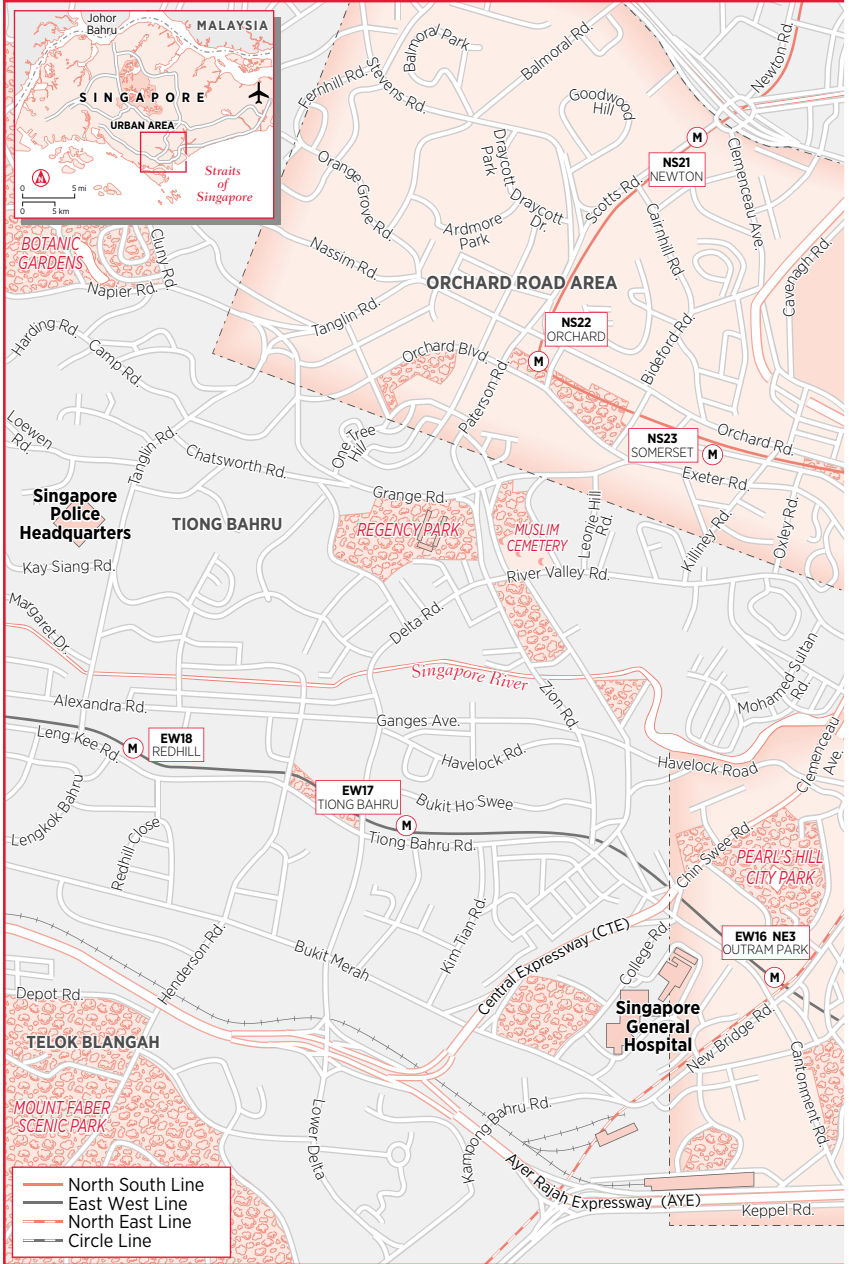 Johor
Bahru
MALAYSIA
SINGAPORE
URBAN AREA
Straits
of
Singapore
0 5 mi
0 5 km
Balmoral Park
Balmoral Rd.
Newton Rd.
Fernhill Rd.
Stevens Rd.
Goodwood
Hill
M
NS21
NEWTON
Draycott
Park
Draycott
Dr.
Scotts Rd.
Clemenceau Ave.
Orange Grove Rd.
Ardmore
Park
Cairnhill Rd.
Cavenagh Rd.
BOTANIC
GARDENS
Cluny Rd.
Nassim Rd.
Napier Rd.
ORCHARD ROAD AREA
Tanglin Rd.
NS22
ORCHARD
M
Bideford Rd.
Harding Rd.
Camp Rd.
Orchard Blvd.
Paterson Rd.
Loewen
Rd.
Tanglin Rd.
One Tree
Hill
Chatsworth Rd.
NS23
SOMERSET
M
Orchard Rd.
Exeter Rd.
Grange Rd.
Singapore
Police
Headquarters
TIONG BAHRU
REGENCY PARK
MUSLIM
CEMETERY
Leonie Hill
Rd.
Killiney Rd.
Oxley Rd.
Kay Siang Rd.
River Valley Rd.
Margaret Dr.
Delta Rd.
Mohamed Sultan
Rd.
Singapore River
Zion Rd.
Alexandra Rd.
Ganges Ave.
Leng Kee Rd.
M
EW18
REDHILL
Havelock Rd.
Havelock Road
Clemenceau
Ave.
EW17
TIONG BAHRU
M
Bukit Ho Swee
Lengkok Bahru
Redhill Close
Tiong Bahru Rd.
Chin Swee Rd.
PEARL'S HILL
CITY PARK
Kim Tian Rd.
Henderson Rd.
Bukit Merah
Central Expressway (CTE)
College Rd.
EW16 NE3
OUTRAM PARK
M
Depot Rd.
Singapore
General
Hospital
New Bridge Rd.
TELOK BLANGAH
Cantonment Rd.
MOUNT FABER
SCENIC PARK
Lower Delta
Kampong Bahru Rd.
Ayer Rajah Expressway (AYE)
Keppel Rd.
North South Line
East West Line
North East Line
Circle Line